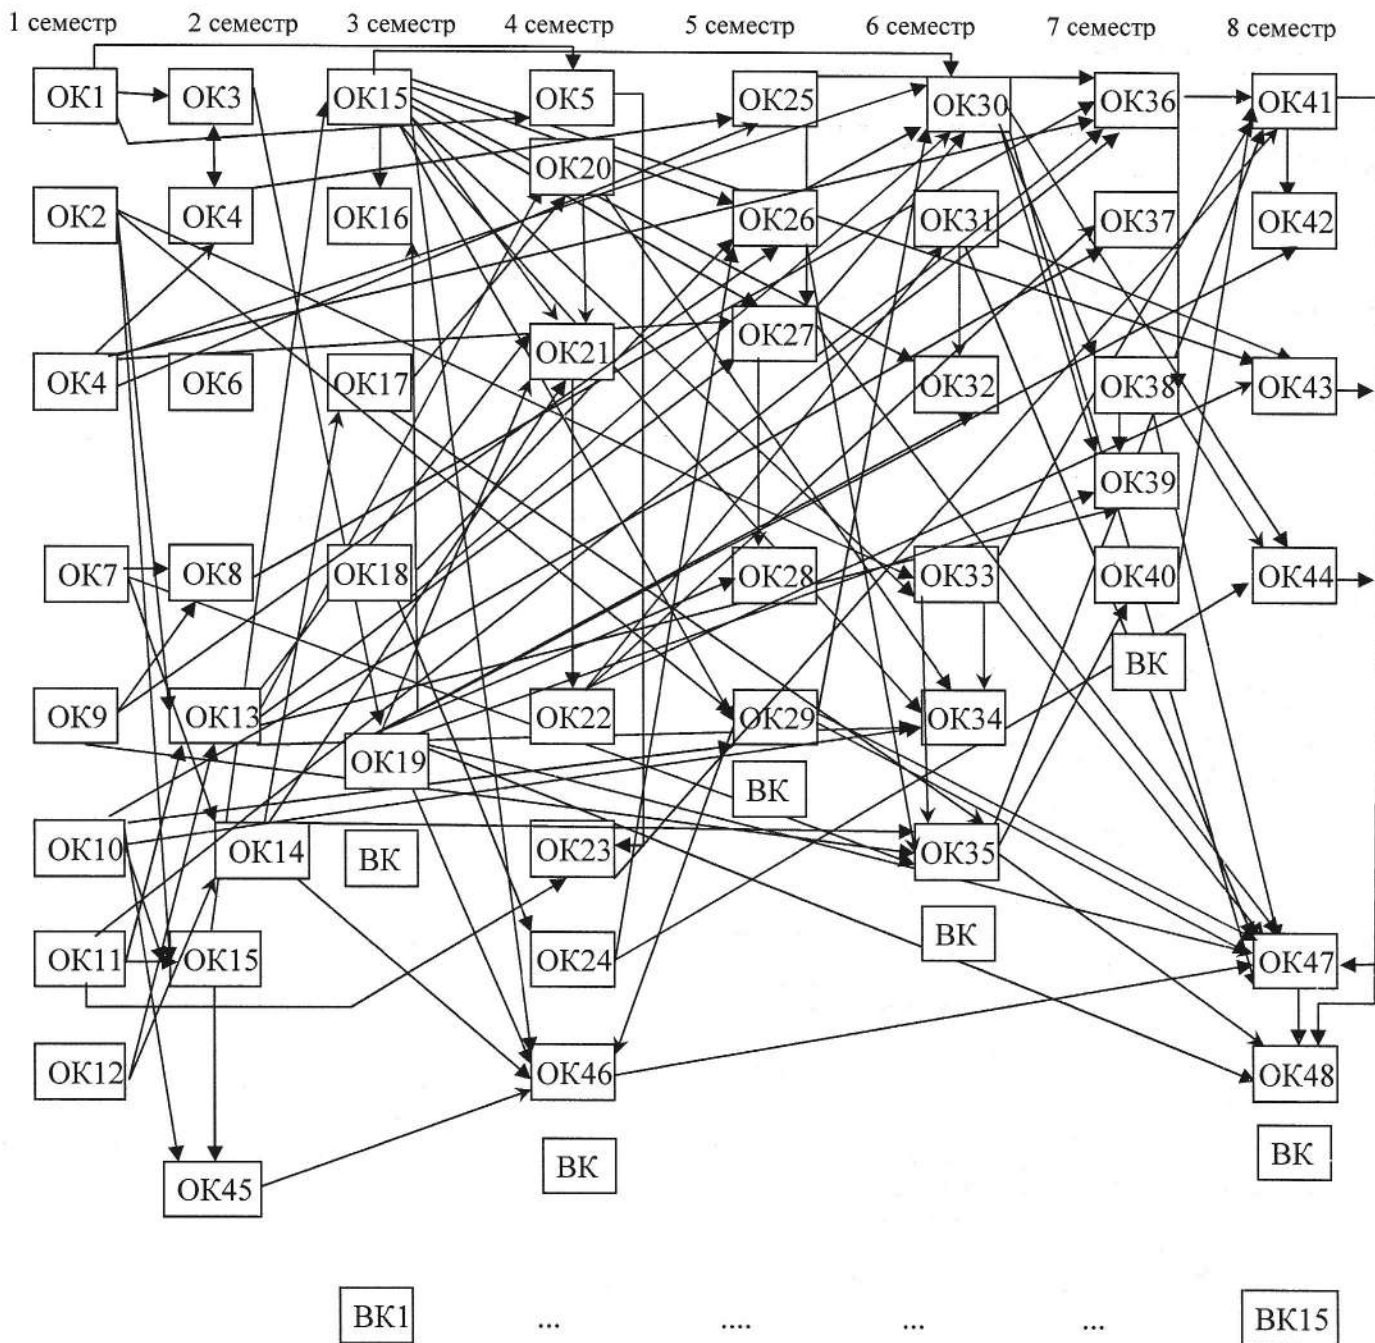 1 семестр 2 семестр 3 семестр 4 семестр 5 семестр 6 семестр 7 семестр 8 семестр
ОК1 ОК3 ОК15 ОК5 ОК25 ОК30 ОК36 ОК41
ОК20
ОК2 ОК4 ОК16 ОК26 ОК31 ОК37 ОК42
ОК21 ОК27
ОК4 ОК6 ОК17 ОК32 ОК38 ОК43
ОК39
ОК7 ОК8 ОК18 ОК28 ОК33 ОК40 ОК44
ВК
ОК9 ОК13 ОК22 ОК29 ОК34
ОК19
ВК
ОК10 ОК14 ВК ОК23 ОК35
ВК
ОК11 ОК15 ОК24 ОК47
ОК12 ОК46 ОК48
ВК ВК
ОК45
ВК1 ... .... ... ... ВК15